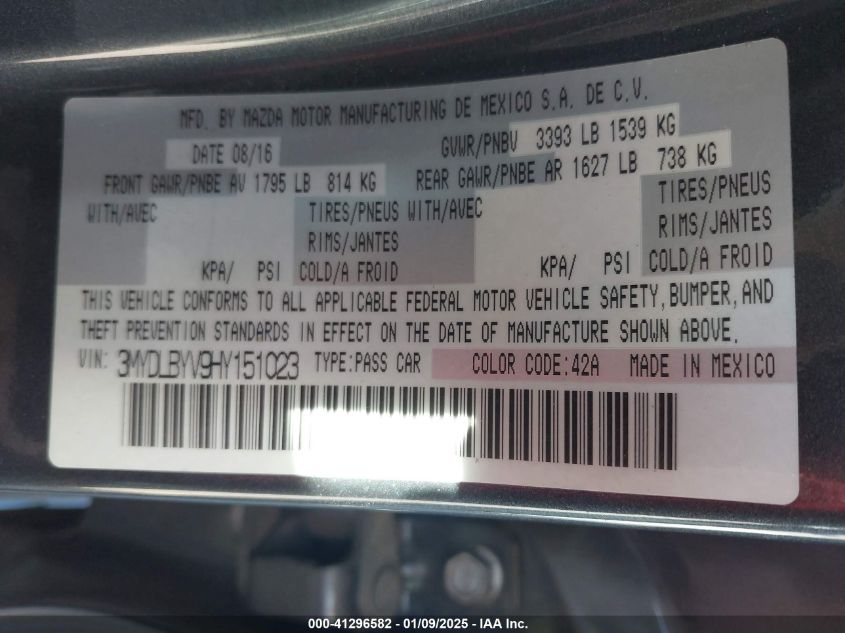 MFD. BY MAZDA MOTOR MANUFACTURING DE MEXICO S.A. DE C.V.
DATE 08/16 GVWR/PNBV 3393 LB 1539 KG
FRONT GAWR/PNBE AV 1795 LB 814 KG REAR GAWR/PNBE AR 1627 LB 738 KG
WITH/AVEC TIRES/PNEUS WITH/AVEC TIRES/PNEUS
RIMS/JANTES RIMS/JANTES
KPA/ PSI COLD/A FROID KPA/ PSI COLD/A FROID
THIS VEHICLE CONFORMS TO ALL APPLICABLE FEDERAL MOTOR VEHICLE SAFETY, BUMPER, AND
THEFT PREVENTION STANDARDS IN EFFECT ON THE DATE OF MANUFACTURE SHOWN ABOVE.
VIN: 3MYDLBYV9HY151023 TYPE:PASS CAR COLOR CODE:42A MADE IN MEXICO
000-41296582 / 01/09/2025 - IAA Inc.